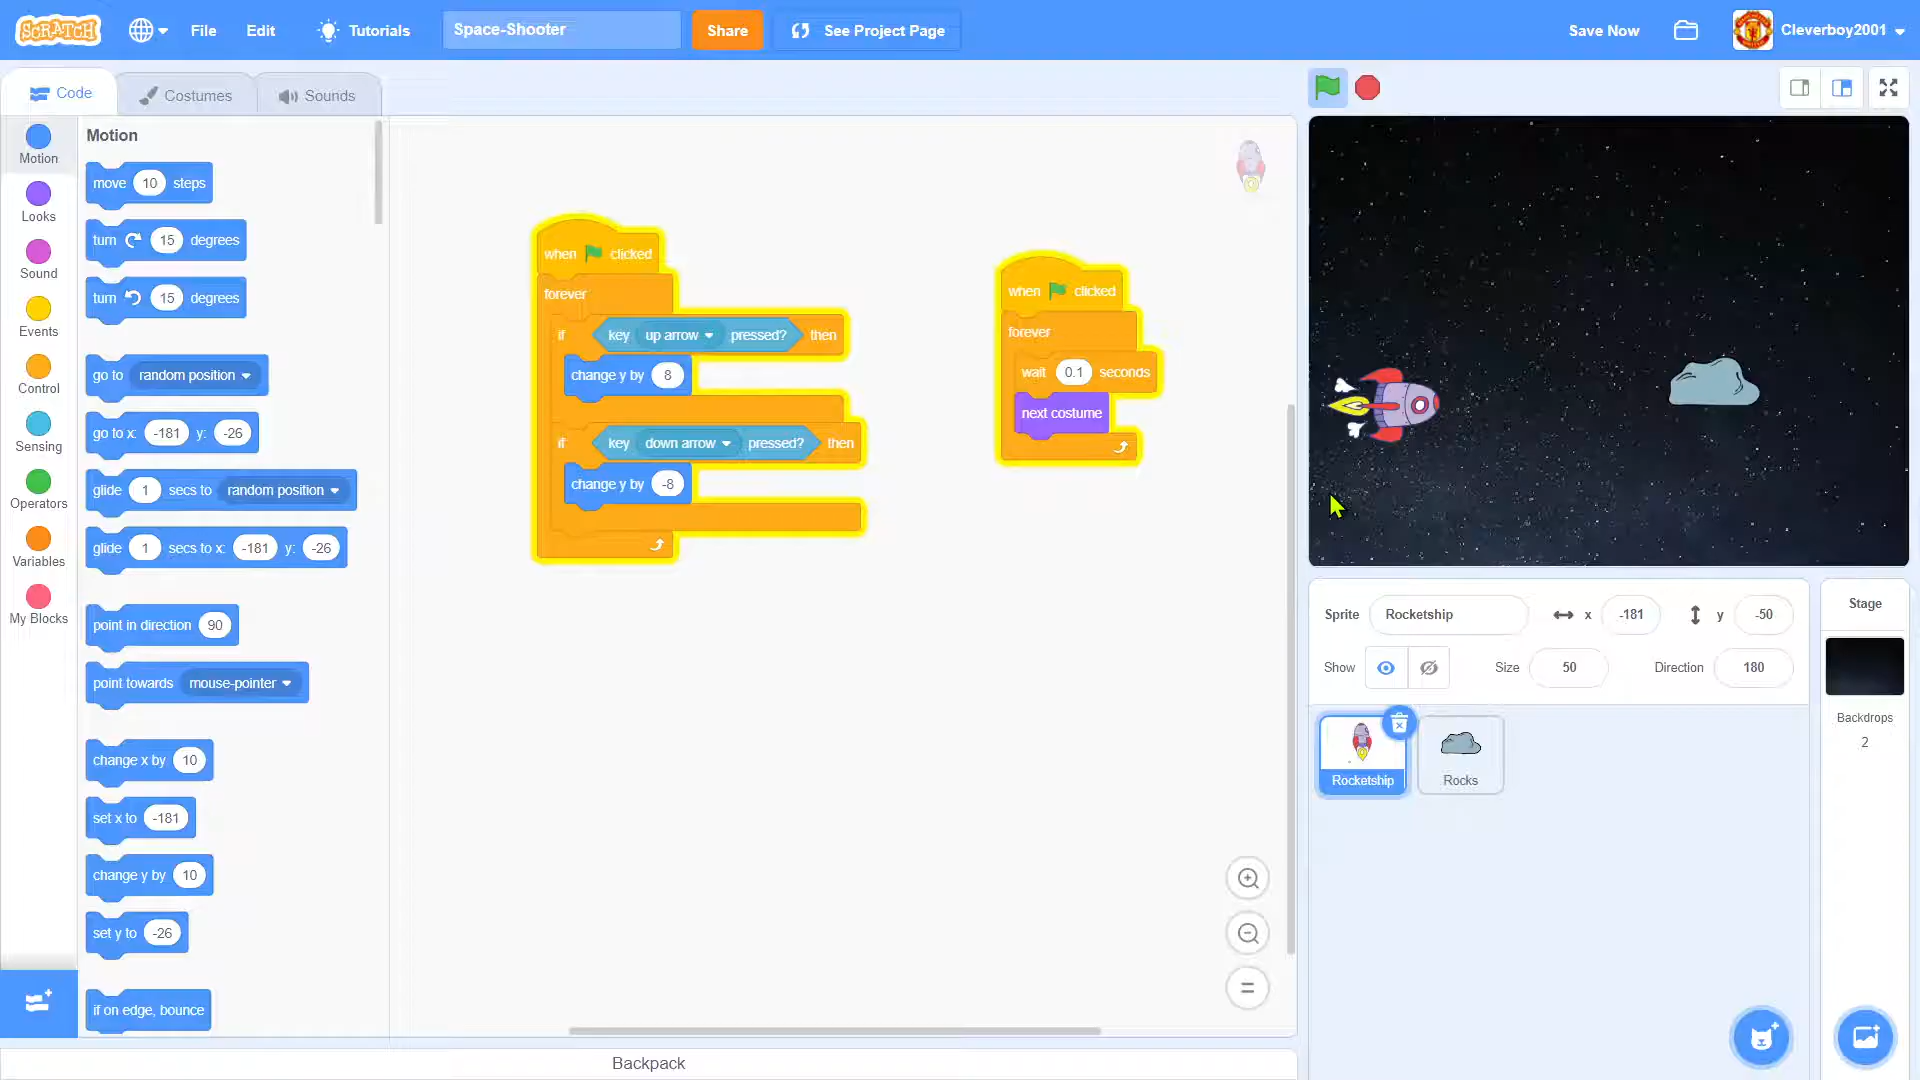 SCRATCH
File
Edit
Tutorials
Space-Shooter
Share
See Project Page
Save Now
Cleverboy2001
Code
Costumes
Sounds
Motion
Looks
Sound
Events
Control
Sensing
Operators
Variables
My Blocks
Motion
move 10 steps
turn 15 degrees
turn 15 degrees
go to random position
go to x: -181 y: -26
glide 1 secs to random position
glide 1 secs to x: -181 y: -26
point in direction 90
point towards mouse-pointer
change x by 10
set x to -181
change y by 10
set y to -26
if on edge, bounce
when clicked
forever
if key up arrow pressed? then
change y by 8
if key down arrow pressed? then
change y by -8
when clicked
forever
wait 0.1 seconds
next costume
Sprite Rocketship x -181 y -50
Show Size 50 Direction 180
Rocketship
Rocks
Stage
Backdrops
2
Backpack